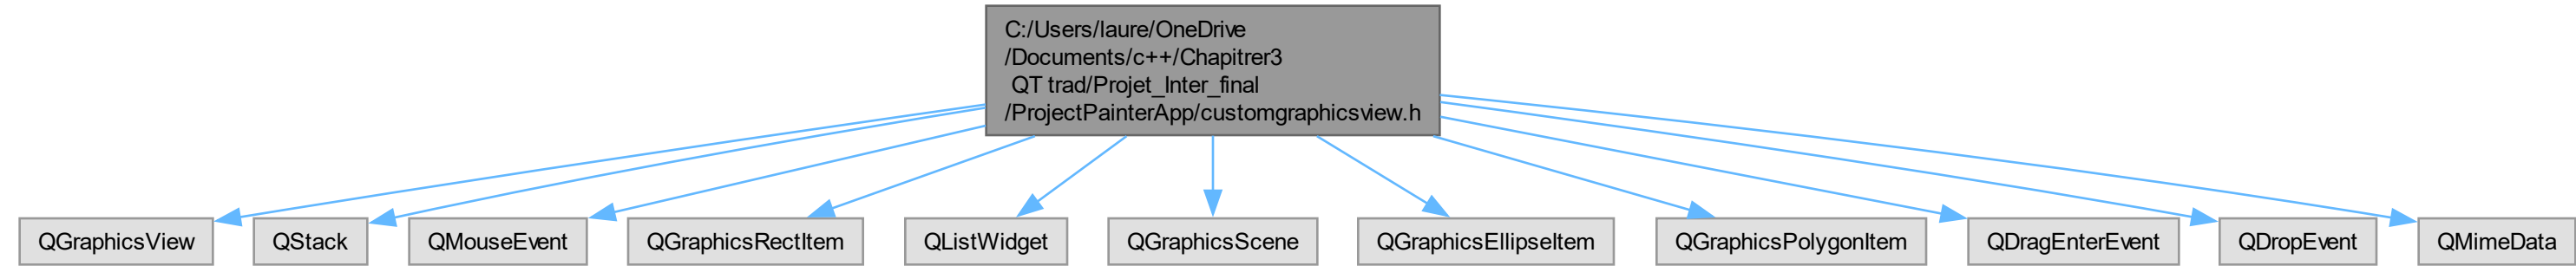 C:/Users/laure/OneDrive
/Documents/c++/Chapitrer3
QT trad/Projet_Inter_final
/ProjectPainterApp/customgraphicsview.h
QGraphicsView
QStack
QMouseEvent
QGraphicsRectItem
QListWidget
QGraphicsScene
QGraphicsEllipseItem
QGraphicsPolygonItem
QDragEnterEvent
QDropEvent
QMimeData